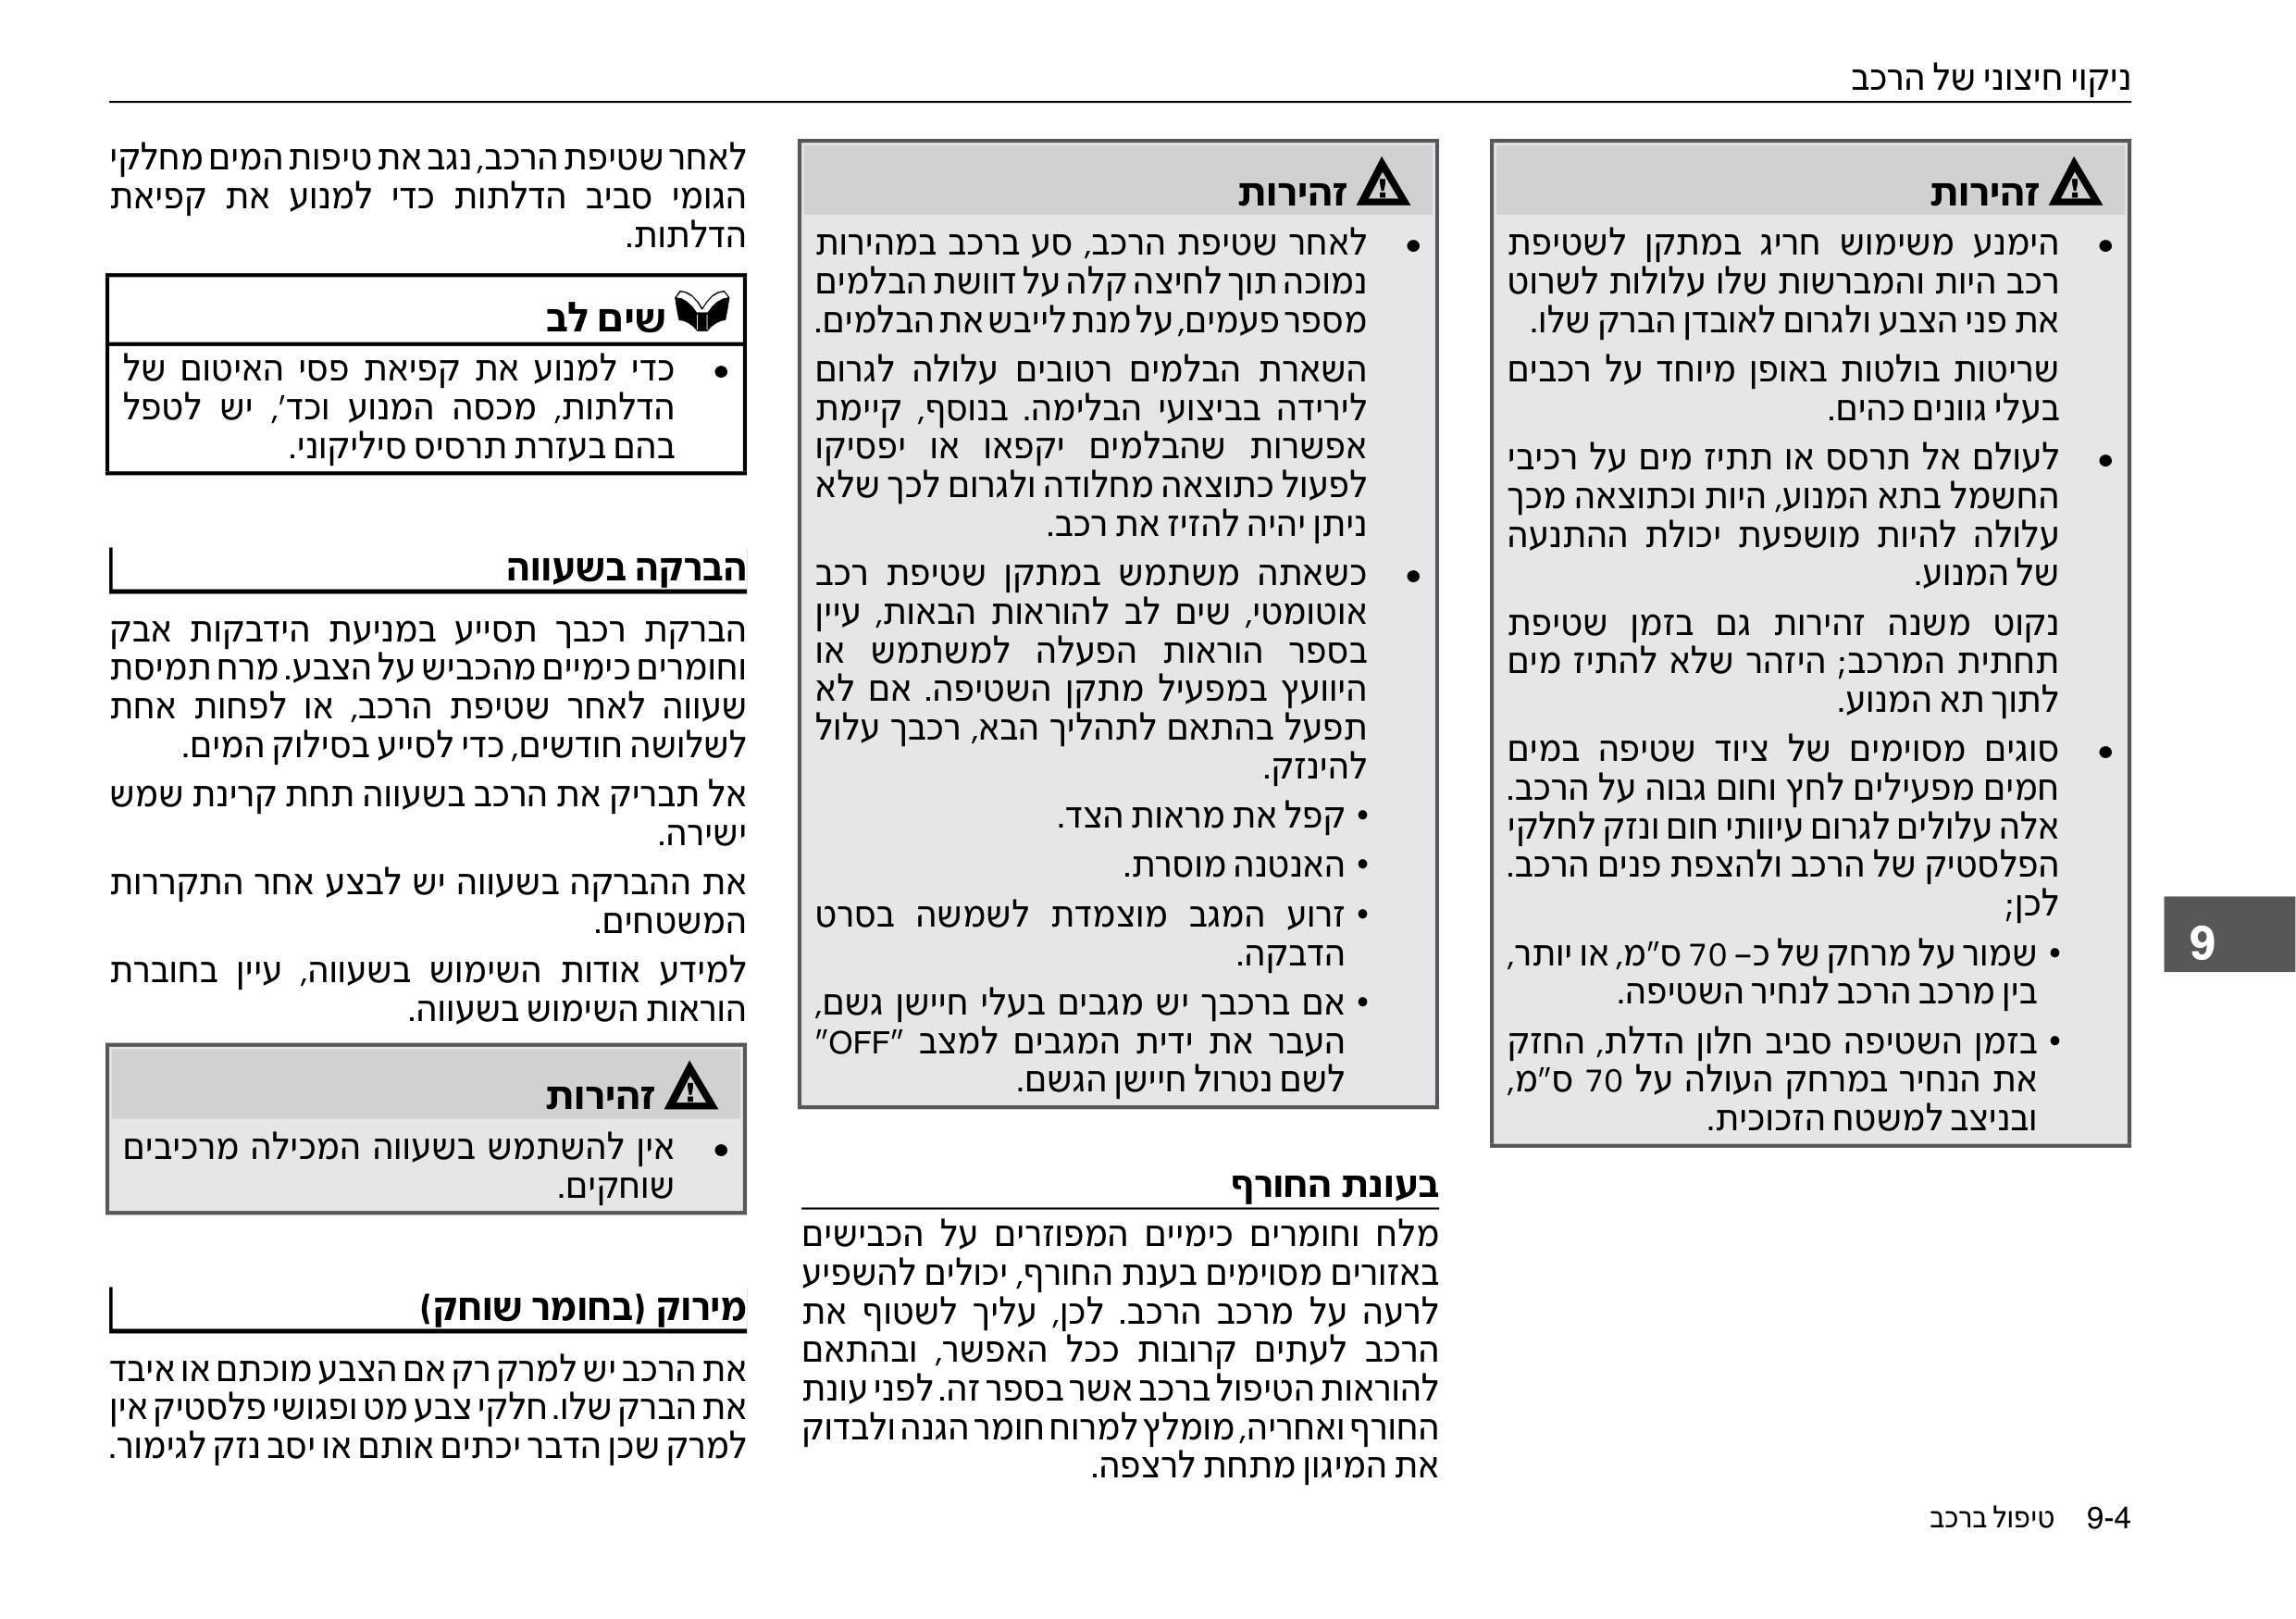 ניקוי חיצוני של הרכב
זהירות
● הימנע משימוש חריג במתקן לשטיפת
רכב היות והמברשות שלו עלולות לשרוט
את פני הצבע ולגרום לאובדן הברק שלו.
שריטות בולטות באופן מיוחד על רכבים
בעלי גוונים כהים.
● לעולם אל תרסס או תתיז מים על רכיבי
החשמל בתא המנוע, היות וכתוצאה מכך
עלולה להיות מושפעת יכולת ההתנעה
של המנוע.
נקוט משנה זהירות גם בזמן שטיפת
תחתית המרכב; היזהר שלא להתיז מים
לתוך תא המנוע.
● סוגים מסוימים של ציוד שטיפה במים
חמים מפעילים לחץ וחום גבוה על הרכב.
אלה עלולים לגרום עיוותי חום ונזק לחלקי
הפלסטיק של הרכב ולהצפת פנים הרכב.
לכן;
• שמור על מרחק של כ– 70 ס"מ, או יותר,
בין מרכב הרכב לנחיר השטיפה.
• בזמן השטיפה סביב חלון הדלת, החזק
את הנחיר במרחק העולה על 70 ס"מ,
ובניצב למשטח הזכוכית.
זהירות
● לאחר שטיפת הרכב, סע ברכב במהירות
נמוכה תוך לחיצה קלה על דוושת הבלמים
מספר פעמים, על מנת לייבש את הבלמים.
השארת הבלמים רטובים עלולה לגרום
לירידה בביצועי הבלימה. בנוסף, קיימת
אפשרות שהבלמים יקפאו או יפסיקו
לפעול כתוצאה מחלודה ולגרום לכך שלא
ניתן יהיה להזיז את רכב.
● כשאתה משתמש במתקן שטיפת רכב
אוטומטי, שים לב להוראות הבאות, עיין
בספר הוראות הפעלה למשתמש או
היוועץ במפעיל מתקן השטיפה. אם לא
תפעל בהתאם לתהליך הבא, רכבך עלול
להינזק.
• קפל את מראות הצד.
• האנטנה מוסרת.
• זרוע המגב מוצמדת לשמשה בסרט
הדבקה.
• אם ברכבך יש מגבים בעלי חיישן גשם,
העבר את ידית המגבים למצב "OFF"
לשם נטרול חיישן הגשם.
בעונת החורף
מלח וחומרים כימיים המפוזרים על הכבישים
באזורים מסוימים בענת החורף, יכולים להשפיע
לרעה על מרכב הרכב. לכן, עליך לשטוף את
הרכב לעתים קרובות ככל האפשר, ובהתאם
להוראות הטיפול ברכב אשר בספר זה. לפני עונת
החורף ואחריה, מומלץ למרוח חומר הגנה ולבדוק
את המיגון מתחת לרצפה.
לאחר שטיפת הרכב, נגב את טיפות המים מחלקי
הגומי סביב הדלתות כדי למנוע את קפיאת
הדלתות.
שים לב
● כדי למנוע את קפיאת פסי האיטום של
הדלתות, מכסה המנוע וכד', יש לטפל
בהם בעזרת תרסיס סיליקוני.
הברקה בשעווה
הברקת רכבך תסייע במניעת הידבקות אבק
וחומרים כימיים מהכביש על הצבע. מרח תמיסת
שעווה לאחר שטיפת הרכב, או לפחות אחת
לשלושה חודשים, כדי לסייע בסילוק המים.
אל תבריק את הרכב בשעווה תחת קרינת שמש
ישירה.
את ההברקה בשעווה יש לבצע אחר התקררות
המשטחים.
למידע אודות השימוש בשעווה, עיין בחוברת
הוראות השימוש בשעווה.
זהירות
● אין להשתמש בשעווה המכילה מרכיבים
שוחקים.
מירוק (בחומר שוחק)
את הרכב יש למרק רק אם הצבע מוכתם או איבד
את הברק שלו. חלקי צבע מט ופגושי פלסטיק אין
למרק שכן הדבר יכתים אותם או יסב נזק לגימור.
9
9-4 טיפול ברכב